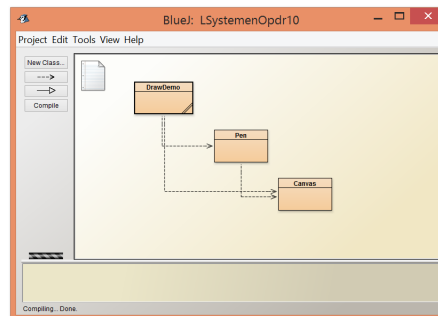 BlueJ: LSystemenOpdr10
Project Edit Tools View Help
New Class...
Compile
DrawDemo
Pen
Canvas
Compiling... Done.